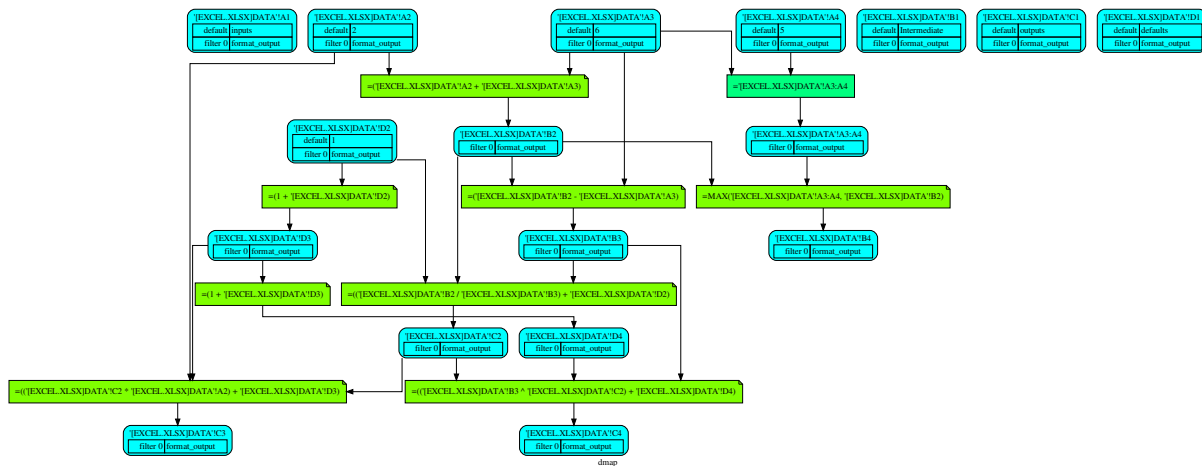 '[EXCEL.XLSX]DATA'!A1
default inputs
filter 0 format_output
'[EXCEL.XLSX]DATA'!A2
default 2
filter 0 format_output
'[EXCEL.XLSX]DATA'!A3
default 6
filter 0 format_output
'[EXCEL.XLSX]DATA'!A4
default 5
filter 0 format_output
'[EXCEL.XLSX]DATA'!B1
default Intermediate
filter 0 format_output
'[EXCEL.XLSX]DATA'!C1
default outputs
filter 0 format_output
'[EXCEL.XLSX]DATA'!D1
default defaults
filter 0 format_output
=('[EXCEL.XLSX]DATA'!A2 + '[EXCEL.XLSX]DATA'!A3)
='[EXCEL.XLSX]DATA'!A3:A4
'[EXCEL.XLSX]DATA'!D2
default 1
filter 0 format_output
'[EXCEL.XLSX]DATA'!B2
filter 0 format_output
'[EXCEL.XLSX]DATA'!A3:A4
filter 0 format_output
=(1 + '[EXCEL.XLSX]DATA'!D2)
=('[EXCEL.XLSX]DATA'!B2 - '[EXCEL.XLSX]DATA'!A3)
=MAX('[EXCEL.XLSX]DATA'!A3:A4, '[EXCEL.XLSX]DATA'!B2)
'[EXCEL.XLSX]DATA'!D3
filter 0 format_output
'[EXCEL.XLSX]DATA'!B3
filter 0 format_output
'[EXCEL.XLSX]DATA'!B4
filter 0 format_output
=(1 + '[EXCEL.XLSX]DATA'!D3)
=(('[EXCEL.XLSX]DATA'!B2 / '[EXCEL.XLSX]DATA'!B3) + '[EXCEL.XLSX]DATA'!D2)
'[EXCEL.XLSX]DATA'!C2
filter 0 format_output
'[EXCEL.XLSX]DATA'!D4
filter 0 format_output
=(('[EXCEL.XLSX]DATA'!C2 * '[EXCEL.XLSX]DATA'!A2) + '[EXCEL.XLSX]DATA'!D3)
=(('[EXCEL.XLSX]DATA'!B3 ^ '[EXCEL.XLSX]DATA'!C2) + '[EXCEL.XLSX]DATA'!D4)
'[EXCEL.XLSX]DATA'!C3
filter 0 format_output
'[EXCEL.XLSX]DATA'!C4
filter 0 format_output
dmap